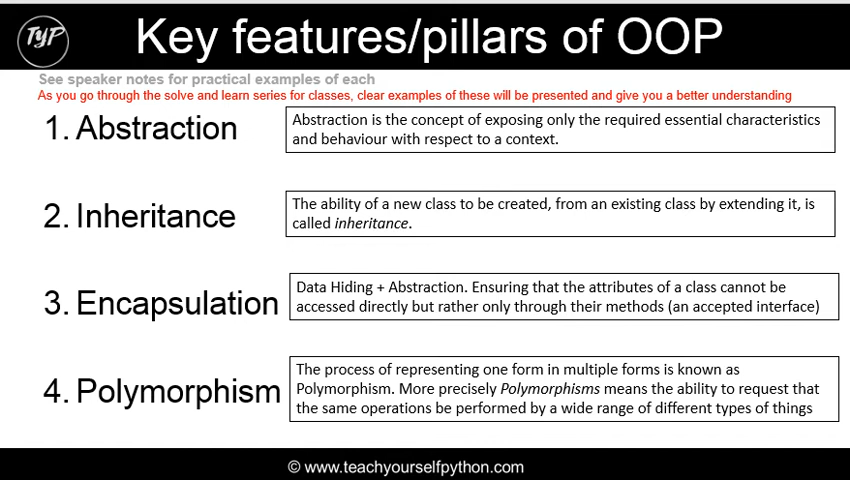 TYP
Key features/pillars of OOP
See speaker notes for practical examples of each
As you go through the solve and learn series for classes, clear examples of these will be presented and give you a better understanding
1. Abstraction
Abstraction is the concept of exposing only the required essential characteristics
and behaviour with respect to a context.
2. Inheritance
The ability of a new class to be created, from an existing class by extending it, is
called inheritance.
3. Encapsulation
Data Hiding + Abstraction. Ensuring that the attributes of a class cannot be
accessed directly but rather only through their methods (an accepted interface)
4. Polymorphism
The process of representing one form in multiple forms is known as
Polymorphism. More precisely Polymorphisms means the ability to request that
the same operations be performed by a wide range of different types of things
© www.teachyourselfpython.com